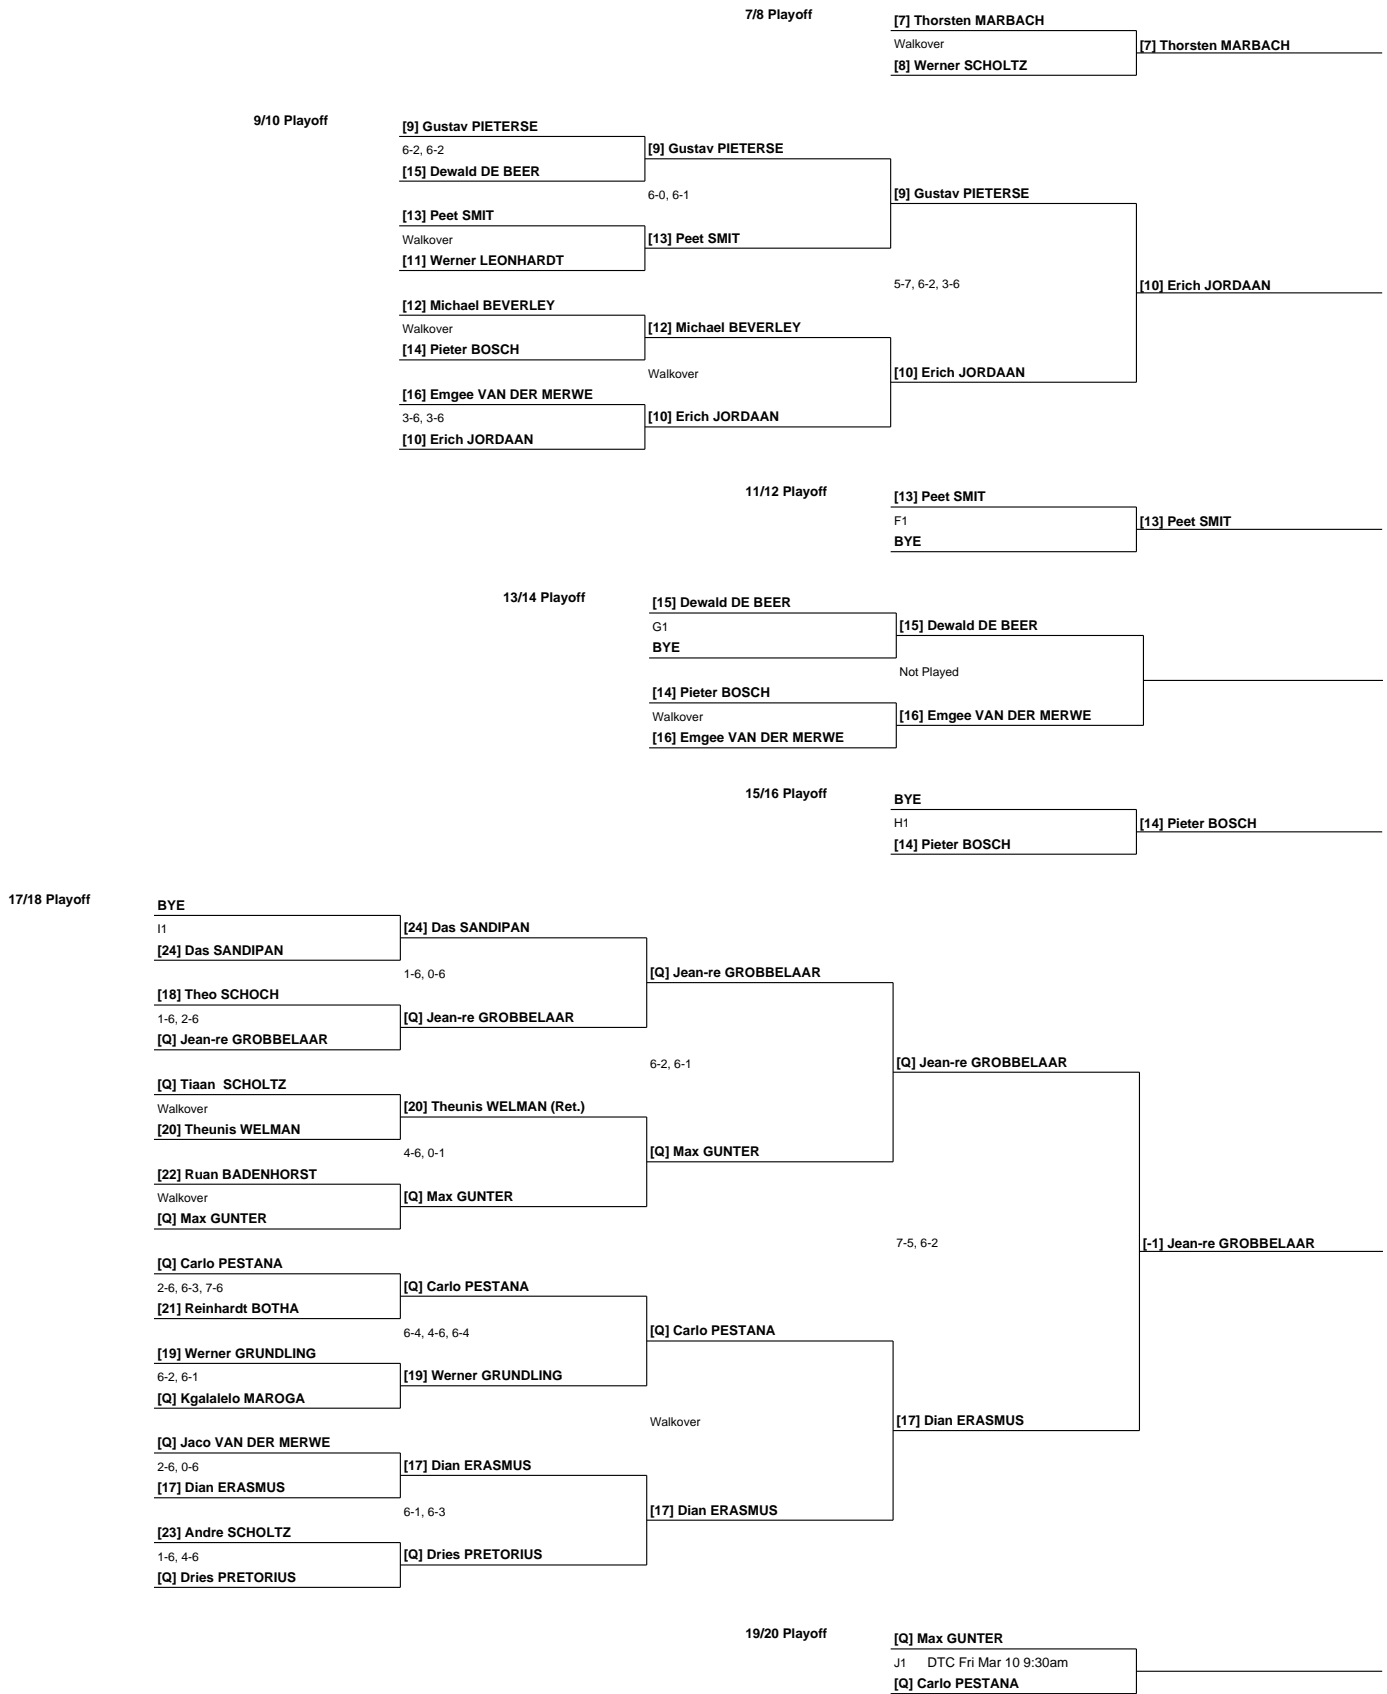 7/8 Playoff
[7] Thorsten MARBACH
Walkover
[7] Thorsten MARBACH
[8] Werner SCHOLTZ
9/10 Playoff
[9] Gustav PIETERSE
6-2, 6-2
[9] Gustav PIETERSE
[15] Dewald DE BEER
6-0, 6-1
[9] Gustav PIETERSE
[13] Peet SMIT
Walkover
[13] Peet SMIT
[11] Werner LEONHARDT
5-7, 6-2, 3-6
[10] Erich JORDAAN
[12] Michael BEVERLEY
Walkover
[12] Michael BEVERLEY
[14] Pieter BOSCH
Walkover
[10] Erich JORDAAN
[16] Emgee VAN DER MERWE
3-6, 3-6
[10] Erich JORDAAN
[10] Erich JORDAAN
11/12 Playoff
[13] Peet SMIT
F1
[13] Peet SMIT
BYE
13/14 Playoff
[15] Dewald DE BEER
G1
[15] Dewald DE BEER
BYE
Not Played
[14] Pieter BOSCH
Walkover
[16] Emgee VAN DER MERWE
[16] Emgee VAN DER MERWE
15/16 Playoff
BYE
H1
[14] Pieter BOSCH
[14] Pieter BOSCH
17/18 Playoff
BYE
I1
[24] Das SANDIPAN
[24] Das SANDIPAN
1-6, 0-6
[Q] Jean-re GROBBELAAR
[18] Theo SCHOCH
1-6, 2-6
[Q] Jean-re GROBBELAAR
[Q] Jean-re GROBBELAAR
6-2, 6-1
[Q] Jean-re GROBBELAAR
[Q] Tiaan SCHOLTZ
Walkover
[20] Theunis WELMAN (Ret.)
[20] Theunis WELMAN
4-6, 0-1
[Q] Max GUNTER
[22] Ruan BADENHORST
Walkover
[Q] Max GUNTER
[Q] Max GUNTER
7-5, 6-2
[-1] Jean-re GROBBELAAR
[Q] Carlo PESTANA
2-6, 6-3, 7-6
[Q] Carlo PESTANA
[21] Reinhardt BOTHA
6-4, 4-6, 6-4
[Q] Carlo PESTANA
[19] Werner GRUNDLING
6-2, 6-1
[19] Werner GRUNDLING
[Q] Kgalalelo MAROGA
Walkover
[17] Dian ERASMUS
[Q] Jaco VAN DER MERWE
2-6, 0-6
[17] Dian ERASMUS
[17] Dian ERASMUS
6-1, 6-3
[17] Dian ERASMUS
[23] Andre SCHOLTZ
1-6, 4-6
[Q] Dries PRETORIUS
[Q] Dries PRETORIUS
19/20 Playoff
[Q] Max GUNTER
J1 DTC Fri Mar 10 9:30am
[Q] Carlo PESTANA